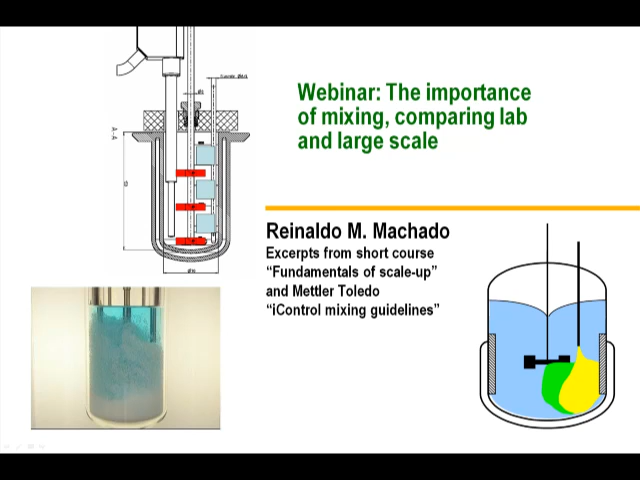 Webinar: The importance
of mixing, comparing lab
and large scale
Reinaldo M. Machado
Excerpts from short course
“Fundamentals of scale-up”
and Mettler Toledo
“iControl mixing guidelines”
A-A